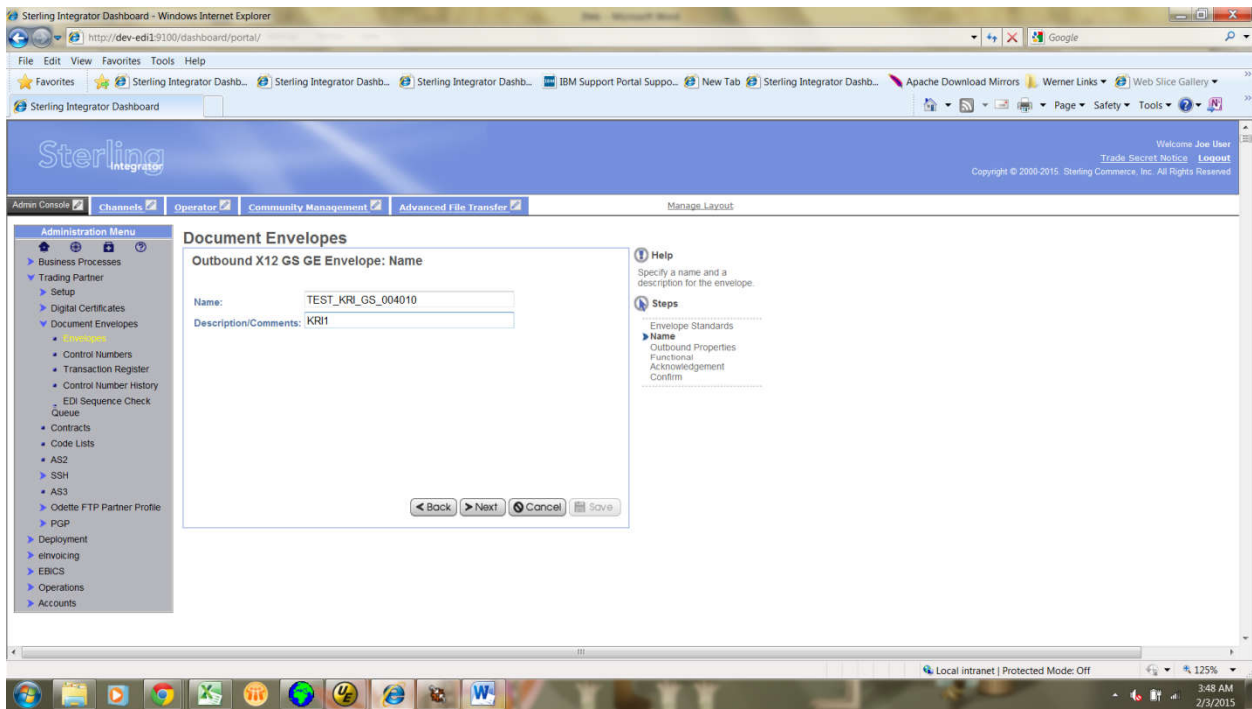 Sterling Integrator Dashboard - Windows Internet Explorer
http://dev-edi1:9100/dashboard/portal/
Google
File Edit View Favorites Tools Help
Favorites Sterling Integrator Dashb... Sterling Integrator Dashb... Sterling Integrator Dashb... IBM Support Portal Suppo... New Tab Sterling Integrator Dashb... Apache Download Mirrors Werner Links Web Slice Gallery
Sterling Integrator Dashboard
Page Safety Tools
Sterling
Integrator
Welcome Joe User
Trade Secret Notice Logout
Copyright © 2000-2015. Sterling Commerce, Inc. All Rights Reserved
Admin Console Channels Operator Community Management Advanced File Transfer Manage Layout
Administration Menu
Business Processes
Trading Partner
Setup
Digital Certificates
Document Envelopes
Envelopes
Control Numbers
Transaction Register
Control Number History
EDI Sequence Check
Queue
Contracts
Code Lists
AS2
SSH
AS3
Odette FTP Partner Profile
PGP
Deployment
eInvoicing
EBICS
Operations
Accounts
Document Envelopes
Outbound X12 GS GE Envelope: Name
Name: TEST_KRI_GS_004010
Description/Comments: KRI1
< Back > Next Cancel Save
Help
Specify a name and a
description for the envelope.
Steps
Envelope Standards
Name
Outbound Properties
Functional
Acknowledgement
Confirm
Local intranet | Protected Mode: Off
125%
3:48 AM
2/3/2015